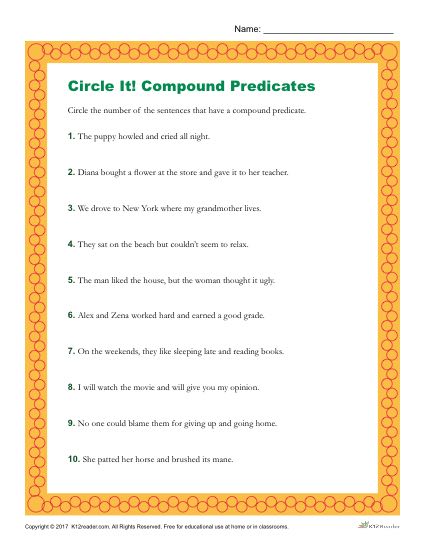 Name: ___________________________
Circle It! Compound Predicates
Circle the number of the sentences that have a compound predicate.
1. The puppy howled and cried all night.
2. Diana bought a flower at the store and gave it to her teacher.
3. We drove to New York where my grandmother lives.
4. They sat on the beach but couldn't seem to relax.
5. The man liked the house, but the woman thought it ugly.
6. Alex and Zena worked hard and earned a good grade.
7. On the weekends, they like sleeping late and reading books.
8. I will watch the movie and will give you my opinion.
9. No one could blame them for giving up and going home.
10. She patted her horse and brushed its mane.
Copyright © 2017 K12reader.com. All Rights Reserved. Free for educational use at home or in classrooms.
K12READER